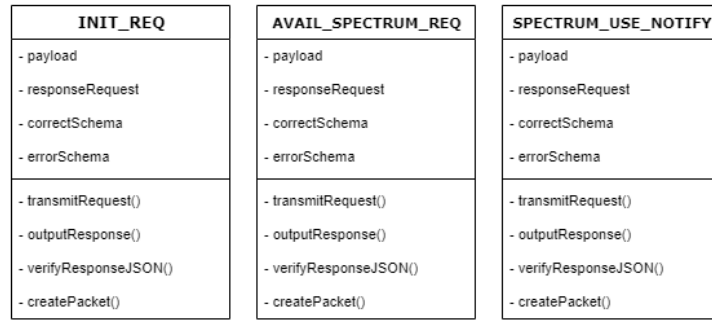 INIT_REQ
- payload
- responseRequest
- correctSchema
- errorSchema
- transmitRequest()
- outputResponse()
- verifyResponseJSON()
- createPacket()
AVAIL_SPECTRUM_REQ
- payload
- responseRequest
- correctSchema
- errorSchema
- transmitRequest()
- outputResponse()
- verifyResponseJSON()
- createPacket()
SPECTRUM_USE_NOTIFY
- payload
- responseRequest
- correctSchema
- errorSchema
- transmitRequest()
- outputResponse()
- verifyResponseJSON()
- createPacket()